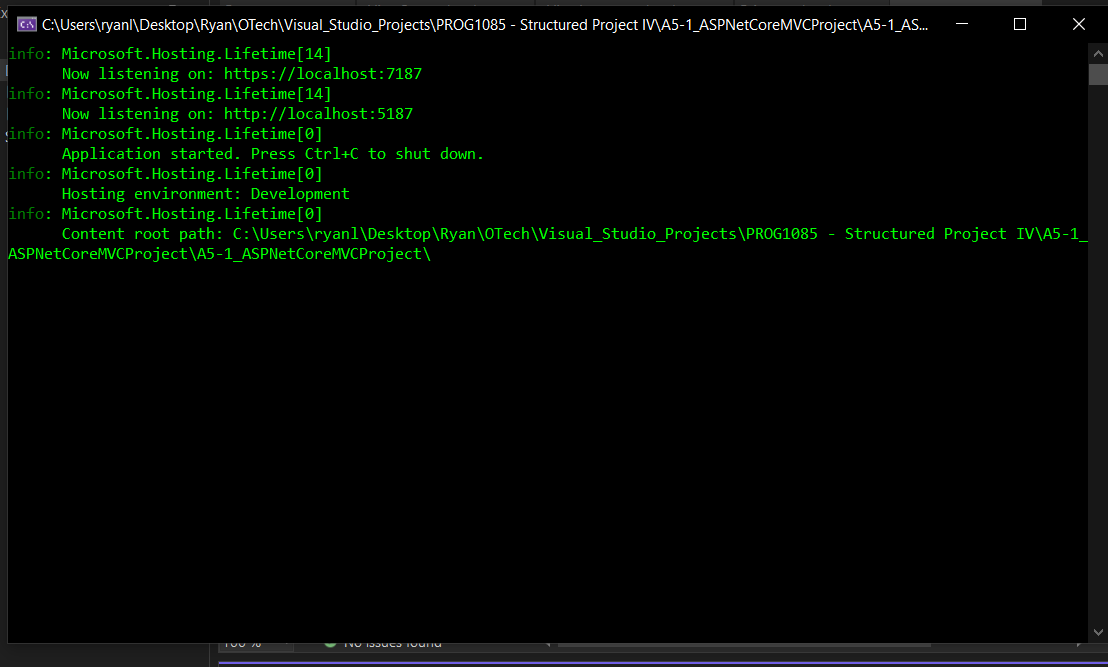 C:\Users\ryanl\Desktop\Ryan\OTech\Visual_Studio_Projects\PROG1085 - Structured Project IV\A5-1_ASPNetCoreMVCProject\A5-1_AS...
info: Microsoft.Hosting.Lifetime[14]
Now listening on: https://localhost:7187
info: Microsoft.Hosting.Lifetime[14]
Now listening on: http://localhost:5187
info: Microsoft.Hosting.Lifetime[0]
Application started. Press Ctrl+C to shut down.
info: Microsoft.Hosting.Lifetime[0]
Hosting environment: Development
info: Microsoft.Hosting.Lifetime[0]
Content root path: C:\Users\ryanl\Desktop\Ryan\OTech\Visual_Studio_Projects\PROG1085 - Structured Project IV\A5-1_
ASPNetCoreMVCProject\A5-1_ASPNetCoreMVCProject\
100 % No issues found